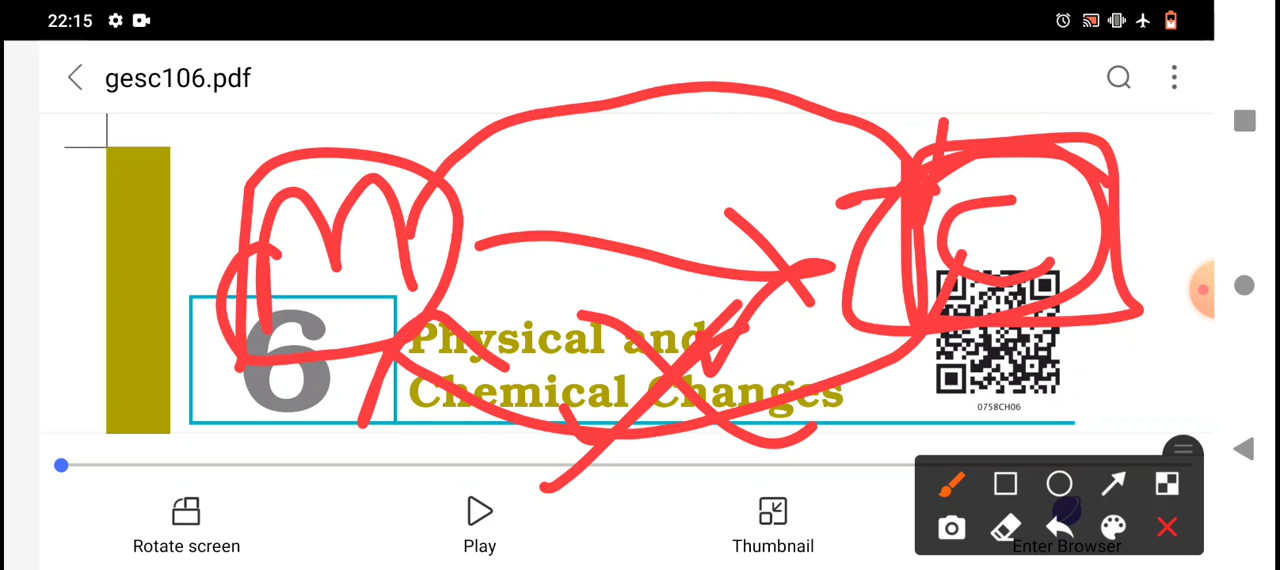 22:15
gesc106.pdf
M
C
6
Physical and
Chemical Changes
0758CH06
Rotate screen
Play
Thumbnail
Enter Browser